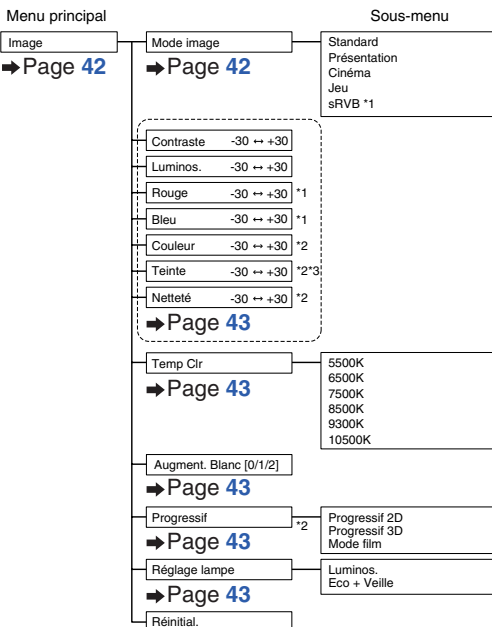 Menu principal
Sous-menu
Image
➡Page 42
Mode image
➡Page 42
Standard
Présentation
Cinéma
Jeu
sRVB *1
Contraste -30 ↔ +30
Luminos. -30 ↔ +30
Rouge -30 ↔ +30 *1
Bleu -30 ↔ +30 *1
Couleur -30 ↔ +30 *2
Teinte -30 ↔ +30 *2*3
Netteté -30 ↔ +30 *2
➡Page 43
Temp Clr
➡Page 43
5500K
6500K
7500K
8500K
9300K
10500K
Augment. Blanc [0/1/2]
➡Page 43
Progressif *2
➡Page 43
Progressif 2D
Progressif 3D
Mode film
Réglage lampe
➡Page 43
Luminos.
Eco + Veille
Réinitial.